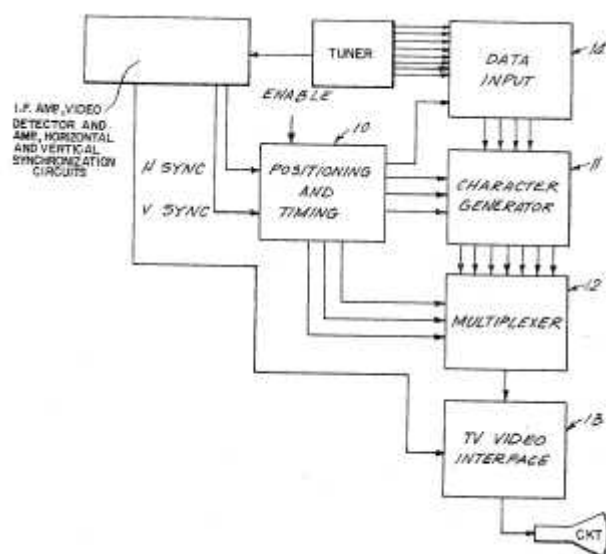 TUNER
DATA
INPUT
14
I.F. AMP, VIDEO
DETECTOR AND
AMP, HORIZONTAL
AND VERTICAL
SYNCHRONIZATION
CIRCUITS
ENABLE
10
H SYNC
V SYNC
POSITIONING
AND
TIMING
11
CHARACTER
GENERATOR
12
MULTIPLEXER
13
TV VIDEO
INTERFACE
CKT